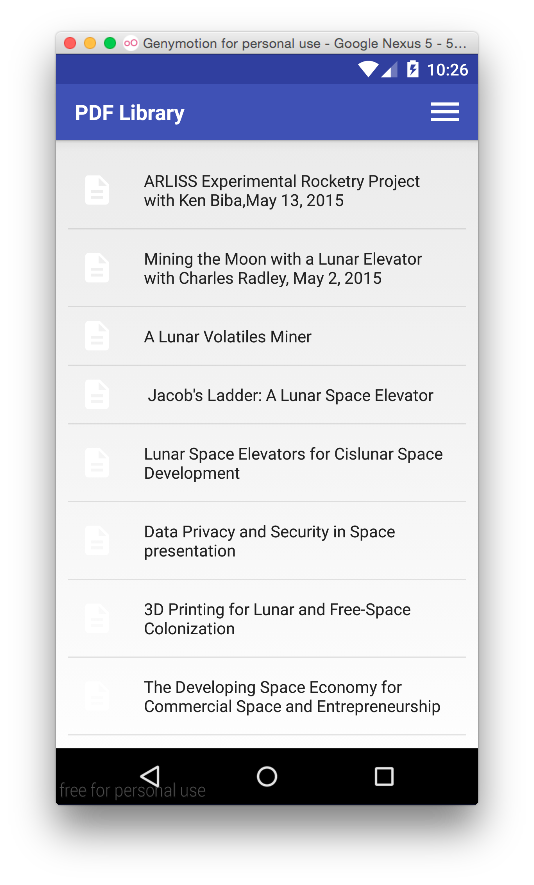 Genymotion for personal use - Google Nexus 5 - 5...
10:26
PDF Library
ARLISS Experimental Rocketry Project
with Ken Biba,May 13, 2015
Mining the Moon with a Lunar Elevator
with Charles Radley, May 2, 2015
A Lunar Volatiles Miner
Jacob's Ladder: A Lunar Space Elevator
Lunar Space Elevators for Cislunar Space
Development
Data Privacy and Security in Space
presentation
3D Printing for Lunar and Free-Space
Colonization
The Developing Space Economy for
Commercial Space and Entrepreneurship
free for personal use